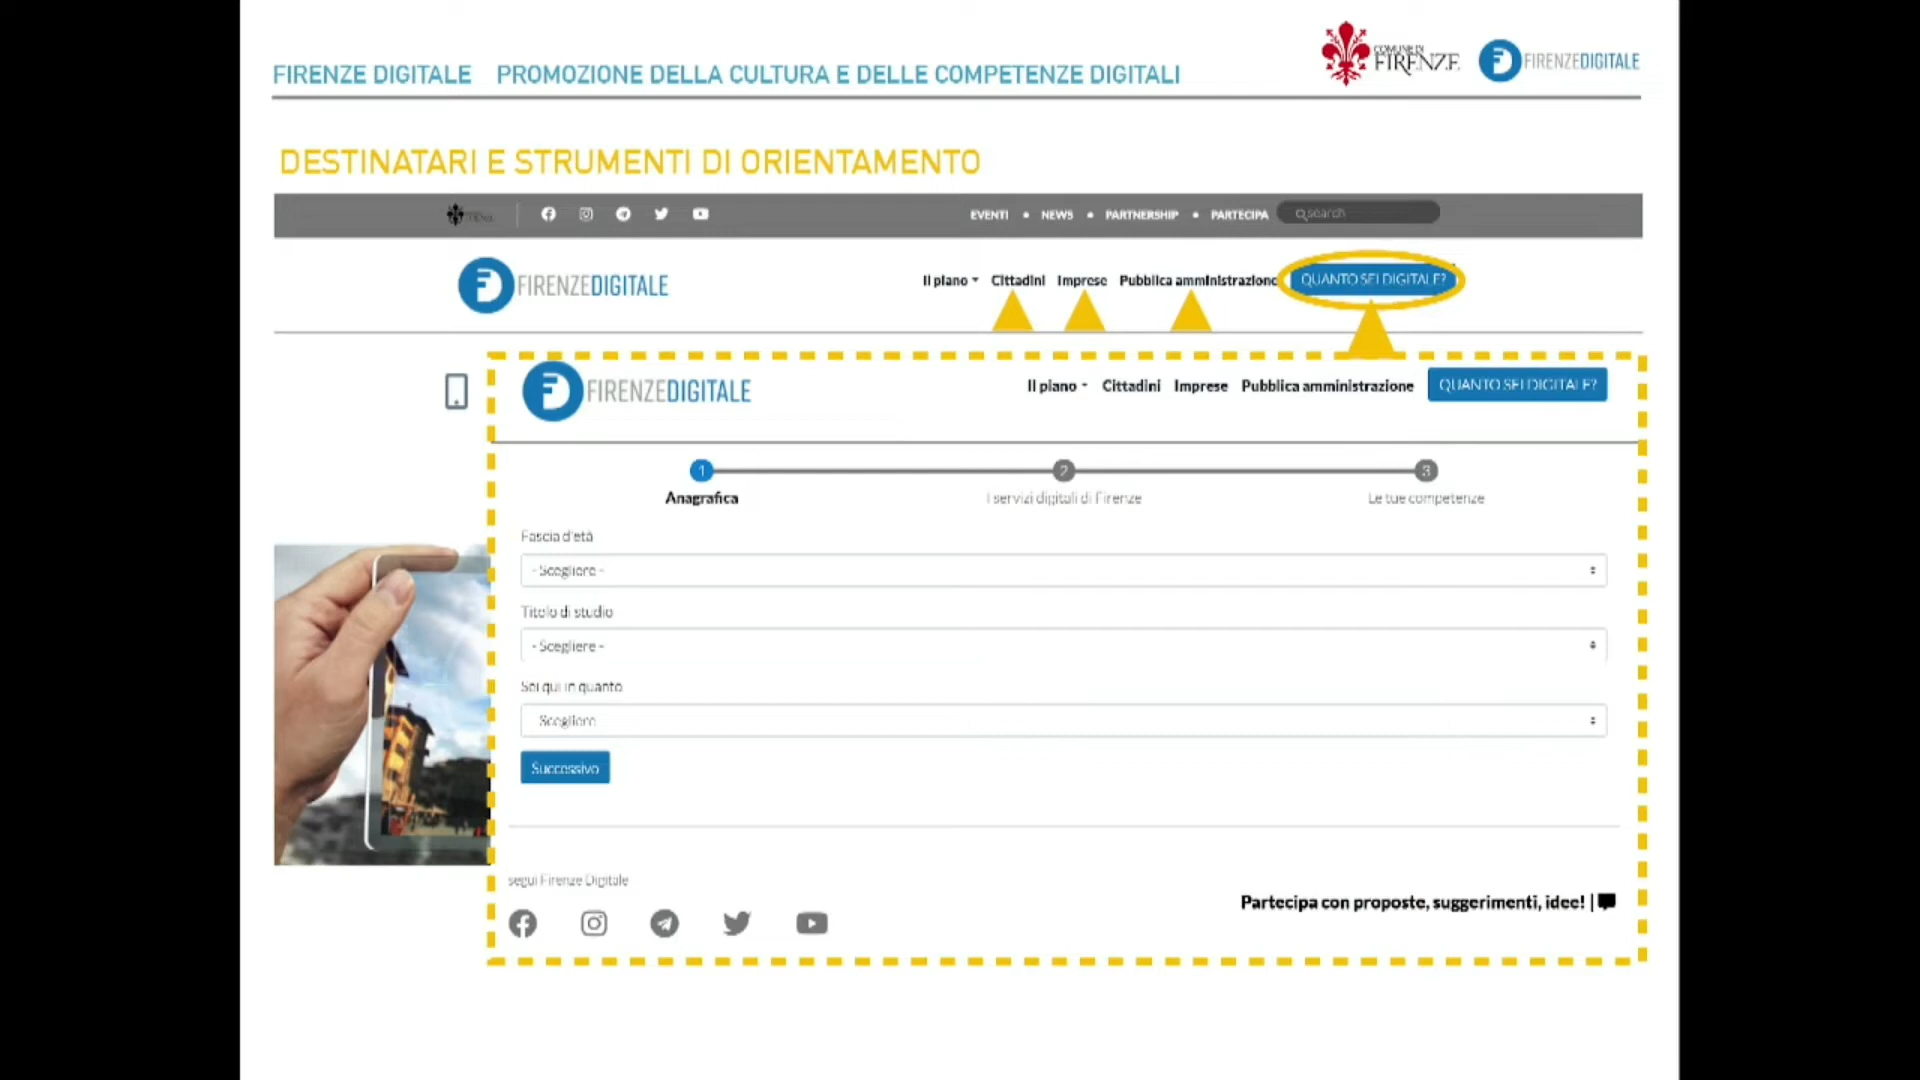 FIRENZE DIGITALE PROMOZIONE DELLA CULTURA E DELLE COMPETENZE DIGITALI
COMUNE DI
FIRENZE
FIRENZEDIGITALE
DESTINATARI E STRUMENTI DI ORIENTAMENTO
EVENTI • NEWS • PARTNERSHIP • PARTECIPA
search
FIRENZEDIGITALE
Il piano Cittadini Imprese Pubblica amministrazione QUANTO SEI DIGITALE?
FIRENZEDIGITALE
Il piano Cittadini Imprese Pubblica amministrazione QUANTO SEI DIGITALE?
1 2 3
Anagrafica I servizi digitali di Firenze Le tue competenze
Fascia d'età
- Scegliere -
Titolo di studio
- Scegliere -
Sei qui in quanto
Scegliere
Successivo
segui Firenze Digitale
Partecipa con proposte, suggerimenti, idee! |